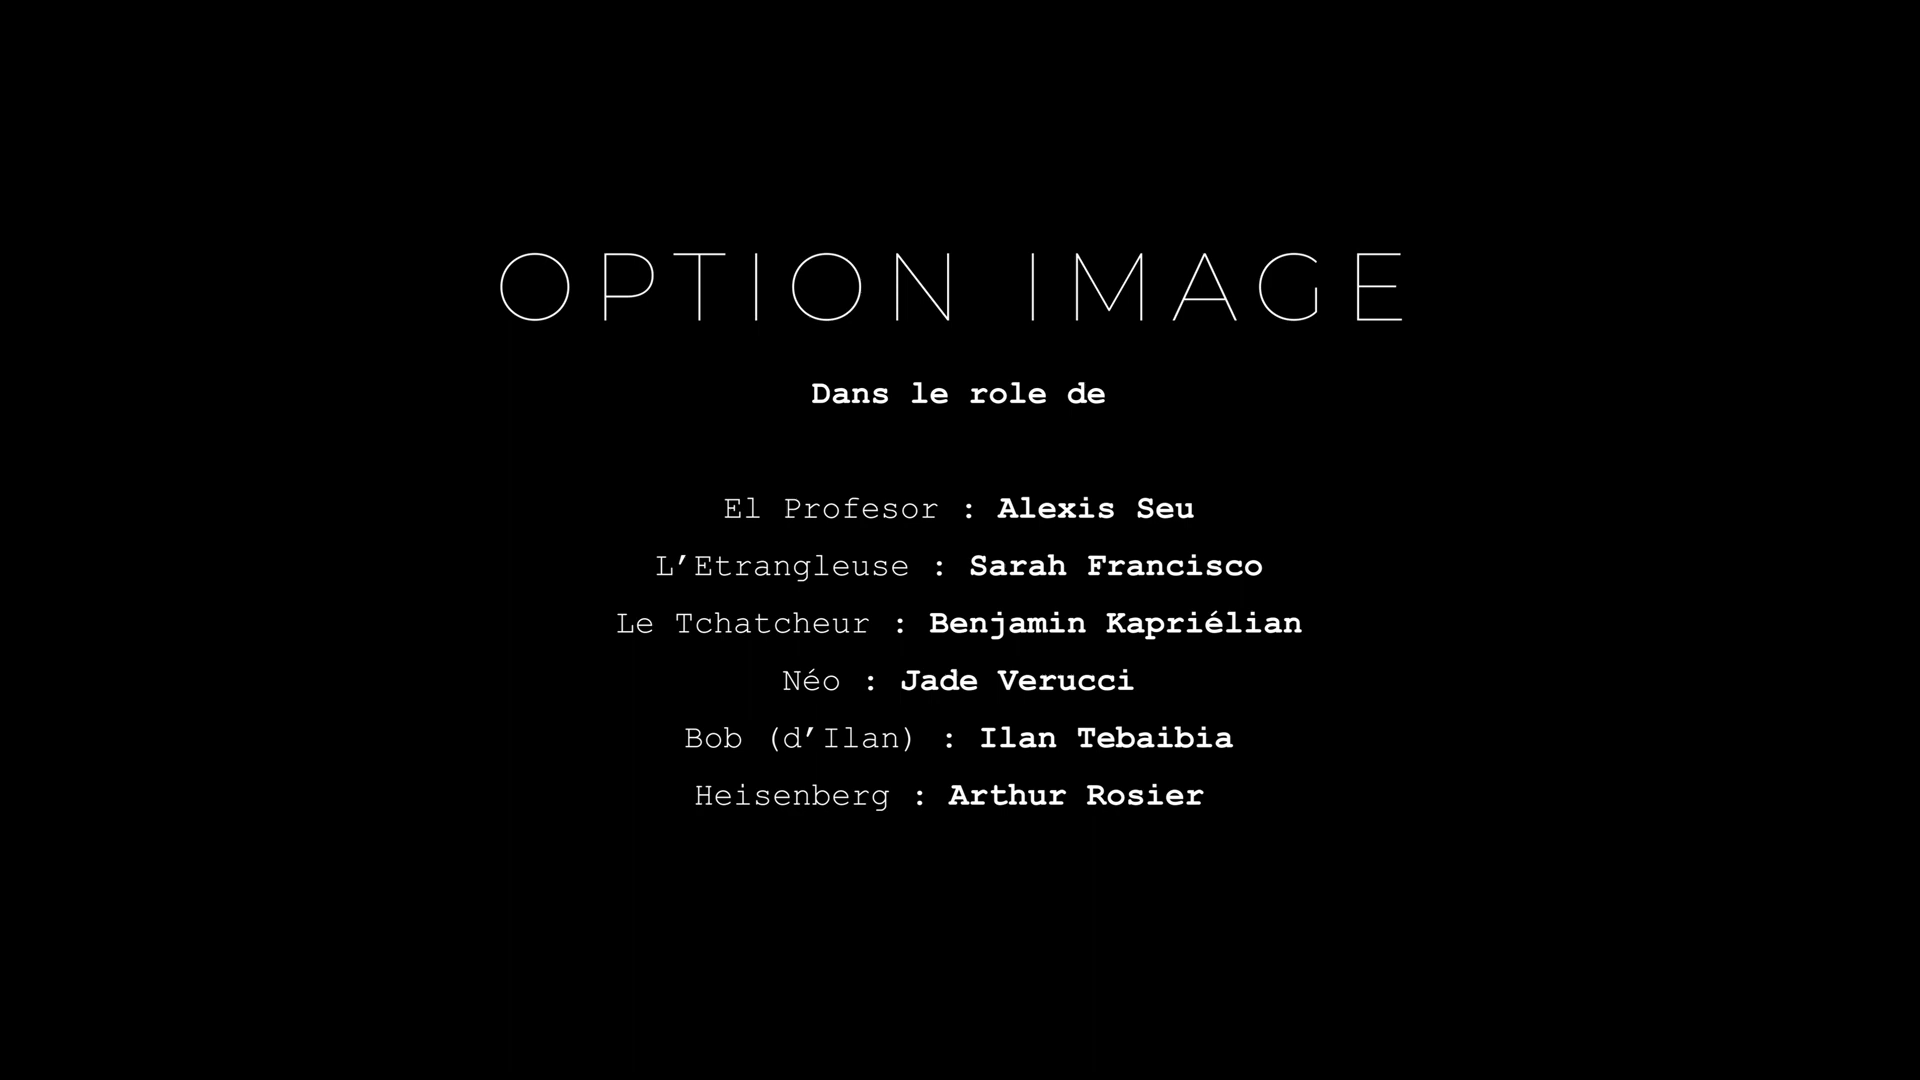 OPTION IMAGE
Dans le role de
El Profesor : Alexis Seu
L’Etrangleuse : Sarah Francisco
Le Tchatcheur : Benjamin Kapriélian
Néo : Jade Verucci
Bob (d’Ilan) : Ilan Tebaibia
Heisenberg : Arthur Rosier